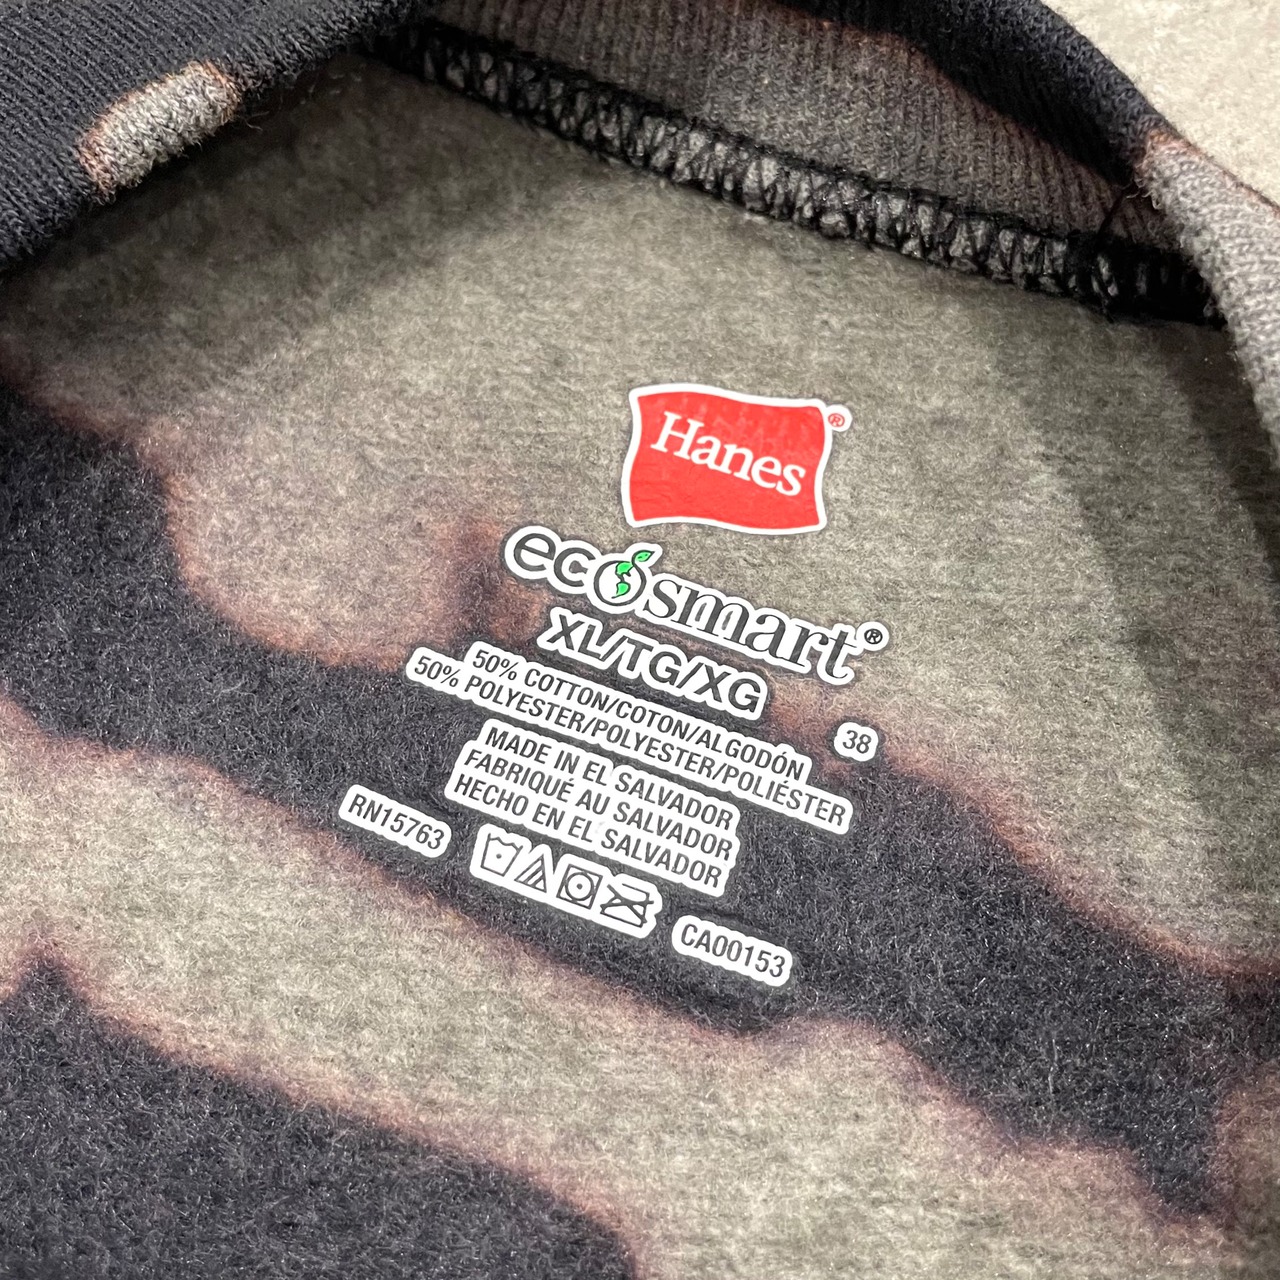 Hanes®
ecosmart®
XL/TG/XG
50% COTTON/COTON/ALGODÓN
50% POLYESTER/POLYESTER/POLIÉSTER
38
MADE IN EL SALVADOR
FABRIQUÉ AU SALVADOR
HECHO EN EL SALVADOR
RN15763
CA00153